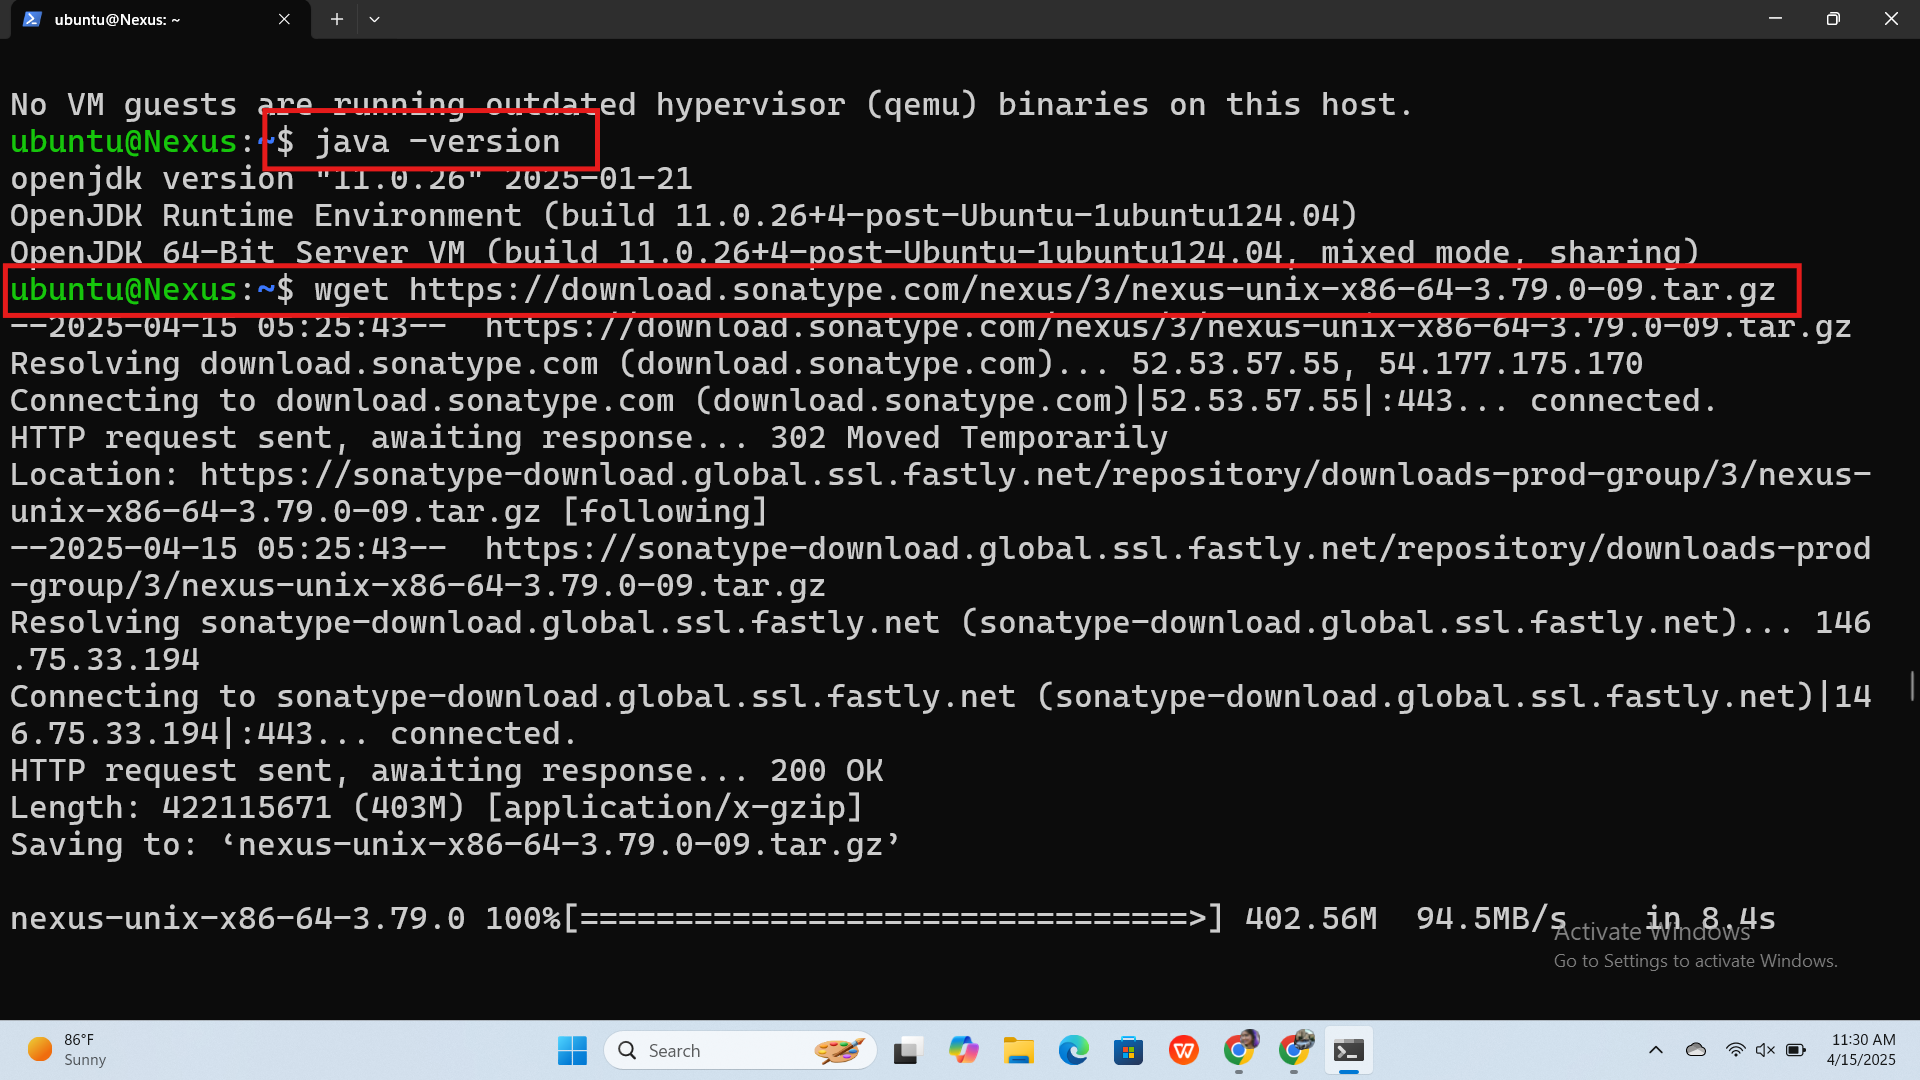 ubuntu@Nexus: ~
No VM guests are running outdated hypervisor (qemu) binaries on this host.
ubuntu@Nexus:~$ java -version
openjdk version "11.0.26" 2025-01-21
OpenJDK Runtime Environment (build 11.0.26+4-post-Ubuntu-1ubuntu124.04)
OpenJDK 64-Bit Server VM (build 11.0.26+4-post-Ubuntu-1ubuntu124.04, mixed mode, sharing)
ubuntu@Nexus:~$ wget https://download.sonatype.com/nexus/3/nexus-unix-x86-64-3.79.0-09.tar.gz
--2025-04-15 05:25:43--  https://download.sonatype.com/nexus/3/nexus-unix-x86-64-3.79.0-09.tar.gz
Resolving download.sonatype.com (download.sonatype.com)... 52.53.57.55, 54.177.175.170
Connecting to download.sonatype.com (download.sonatype.com)|52.53.57.55|:443... connected.
HTTP request sent, awaiting response... 302 Moved Temporarily
Location: https://sonatype-download.global.ssl.fastly.net/repository/downloads-prod-group/3/nexus-
unix-x86-64-3.79.0-09.tar.gz [following]
--2025-04-15 05:25:43--  https://sonatype-download.global.ssl.fastly.net/repository/downloads-prod
-group/3/nexus-unix-x86-64-3.79.0-09.tar.gz
Resolving sonatype-download.global.ssl.fastly.net (sonatype-download.global.ssl.fastly.net)... 146
.75.33.194
Connecting to sonatype-download.global.ssl.fastly.net (sonatype-download.global.ssl.fastly.net)|14
6.75.33.194|:443... connected.
HTTP request sent, awaiting response... 200 OK
Length: 422115671 (403M) [application/x-gzip]
Saving to: ‘nexus-unix-x86-64-3.79.0-09.tar.gz’
nexus-unix-x86-64-3.79.0 100%[================================>] 402.56M  94.5MB/s    in 8.4s
Activate Windows
Go to Settings to activate Windows.
86°F
Sunny
Search
11:30 AM
4/15/2025